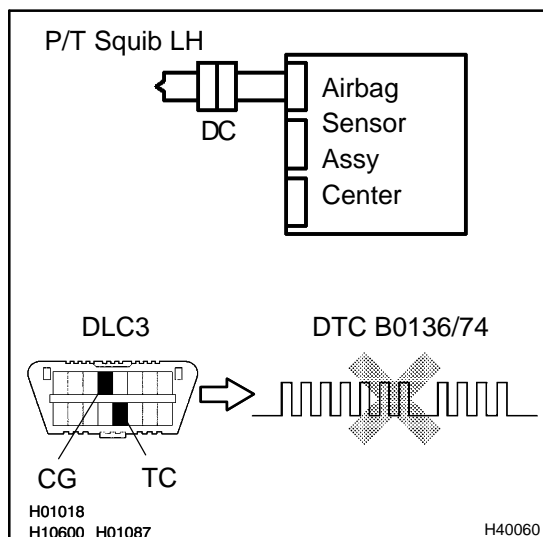 P/T Squib LH
DC
Airbag
Sensor
Assy
Center
DLC3
DTC B0136/74
CG
TC
H01018
H10600 H01087
H40060